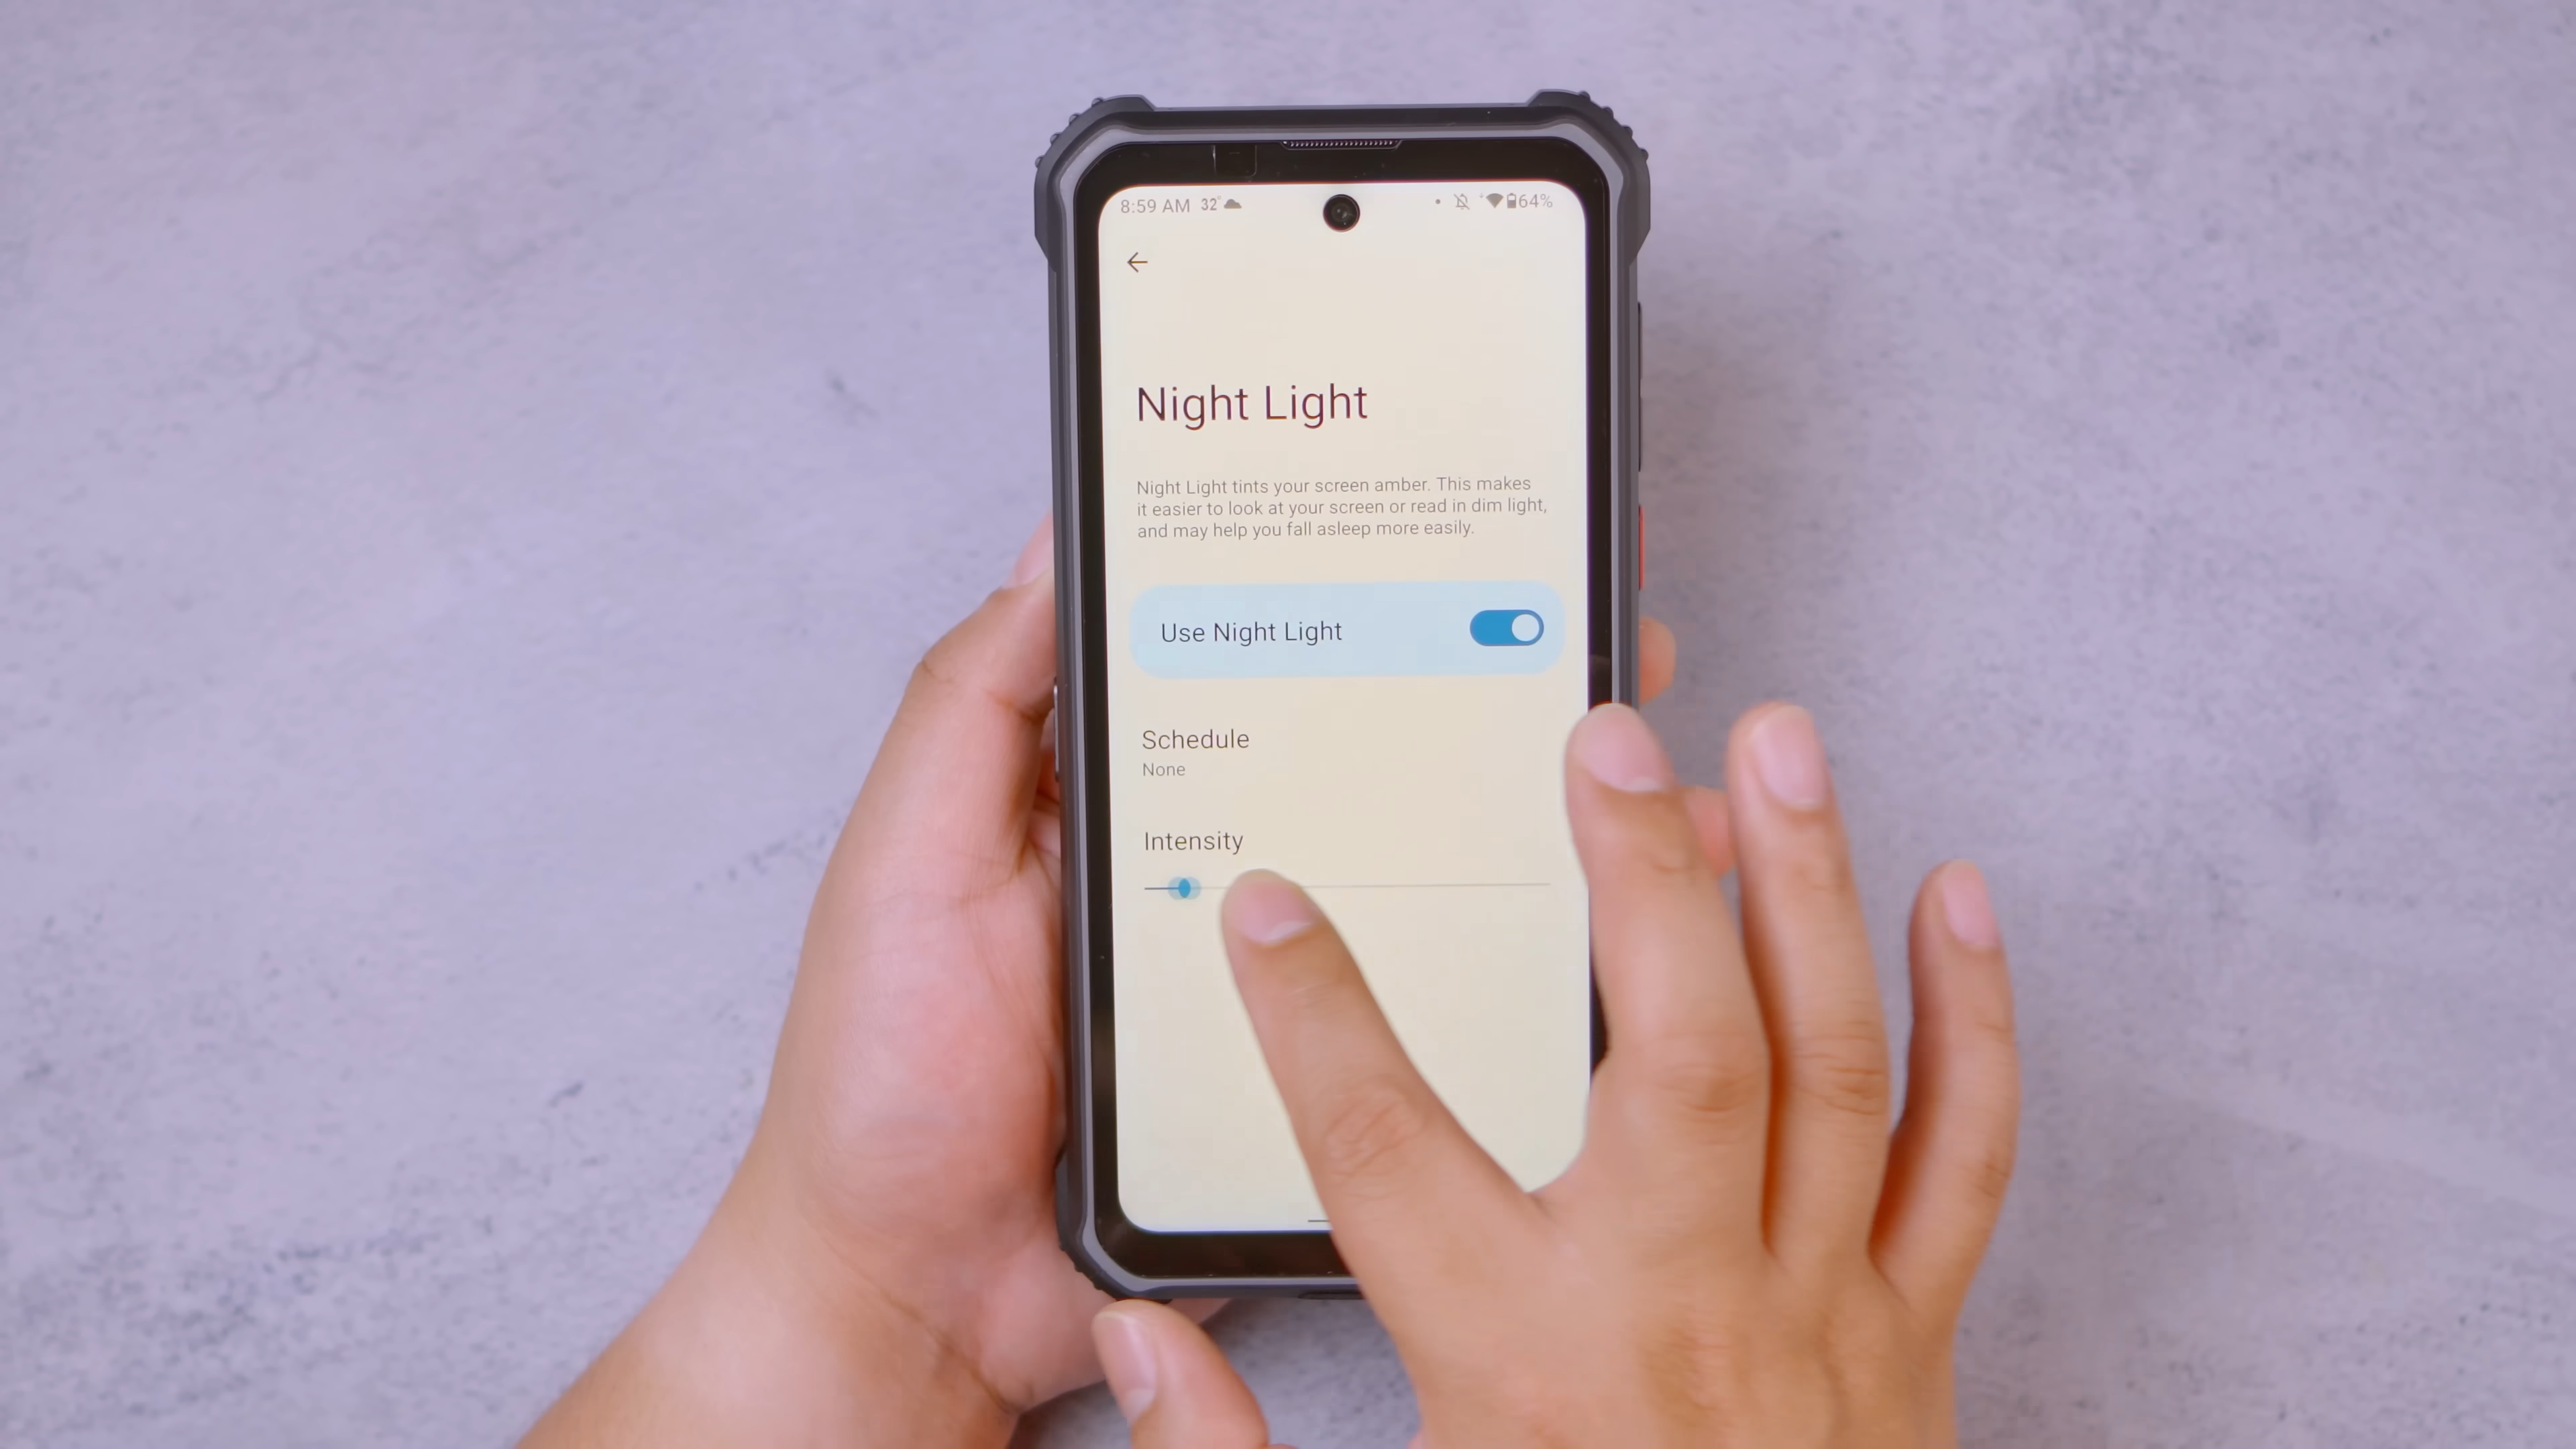 8:59 AM 32° 64%
Night Light
Night Light tints your screen amber. This makes
it easier to look at your screen or read in dim light,
and may help you fall asleep more easily.
Use Night Light
Schedule
None
Intensity